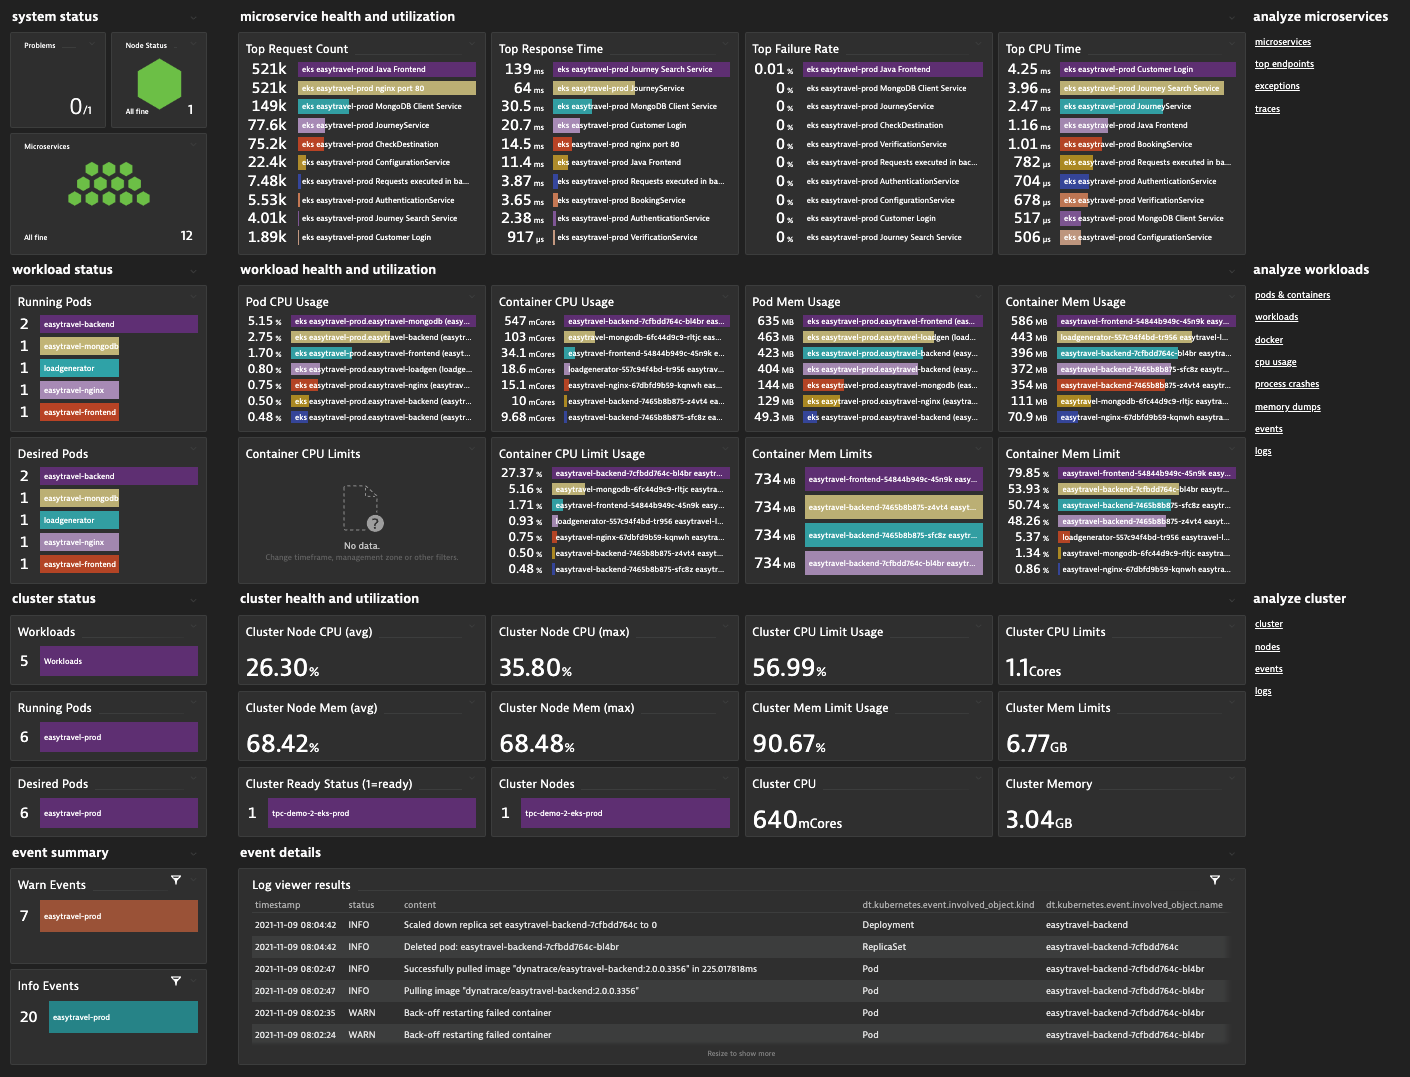 system status
Problems
0/1
Node Status
All fine
1
Microservices
All fine
12
microservice health and utilization
Top Request Count
521k eks easytravel-prod Java Frontend
521k eks easytravel-prod nginx port 80
149k eks easytravel-prod MongoDB Client Service
77.6k eks easytravel-prod JourneyService
75.2k eks easytravel-prod CheckDestination
22.4k eks easytravel-prod ConfigurationService
7.48k eks easytravel-prod Requests executed in ba...
5.53k eks easytravel-prod AuthenticationService
4.01k eks easytravel-prod Journey Search Service
1.89k eks easytravel-prod Customer Login
Top Response Time
139 ms eks easytravel-prod Journey Search Service
64 ms eks easytravel-prod JourneyService
30.5 ms eks easytravel-prod MongoDB Client Service
20.7 ms eks easytravel-prod Customer Login
14.5 ms eks easytravel-prod nginx port 80
11.4 ms eks easytravel-prod Java Frontend
3.87 ms eks easytravel-prod Requests executed in ba...
3.65 ms eks easytravel-prod BookingService
2.38 ms eks easytravel-prod AuthenticationService
917 µs eks easytravel-prod VerificationService
Top Failure Rate
0.01 % eks easytravel-prod Java Frontend
0 % eks easytravel-prod MongoDB Client Service
0 % eks easytravel-prod JourneyService
0 % eks easytravel-prod CheckDestination
0 % eks easytravel-prod VerificationService
0 % eks easytravel-prod Requests executed in bac...
0 % eks easytravel-prod AuthenticationService
0 % eks easytravel-prod ConfigurationService
0 % eks easytravel-prod Customer Login
0 % eks easytravel-prod Journey Search Service
Top CPU Time
4.25 ms eks easytravel-prod Customer Login
3.96 ms eks easytravel-prod Journey Search Service
2.47 ms eks easytravel-prod JourneyService
1.16 ms eks easytravel-prod Java Frontend
1.01 ms eks easytravel-prod BookingService
782 µs eks easytravel-prod Requests executed in bac...
704 µs eks easytravel-prod AuthenticationService
678 µs eks easytravel-prod VerificationService
517 µs eks easytravel-prod MongoDB Client Service
506 µs eks easytravel-prod ConfigurationService
analyze microservices
microservices
top endpoints
exceptions
traces
workload status
Running Pods
2 easytravel-backend
1 easytravel-mongodb
1 loadgenerator
1 easytravel-nginx
1 easytravel-frontend
Desired Pods
2 easytravel-backend
1 easytravel-mongodb
1 loadgenerator
1 easytravel-nginx
1 easytravel-frontend
workload health and utilization
Pod CPU Usage
5.15 % eks easytravel-prod.easytravel-mongodb (easy...
2.75 % eks easytravel-prod.easytravel-backend (easytr...
1.70 % eks easytravel-prod.easytravel-frontend (easyt...
0.80 % eks easytravel-prod.easytravel-loadgen (loadge...
0.75 % eks easytravel-prod.easytravel-nginx (easytrav...
0.50 % eks easytravel-prod.easytravel-backend (easytr...
0.48 % eks easytravel-prod.easytravel-backend (easytr...
Container CPU Usage
547 mCores easytravel-backend-7cfbdd764c-bl4br eas...
103 mCores easytravel-mongodb-6fc44d9c9-rltjc easyt...
34.1 mCores easytravel-frontend-54844b949c-45n9k e...
18.6 mCores loadgenerator-557c94f4bd-tr956 easytrav...
15.1 mCores easytravel-nginx-67dbfd9b59-kqnwh eas...
10 mCores easytravel-backend-7465b8b875-z4vt4 eas...
9.68 mCores easytravel-backend-7465b8b875-sfc8z eas...
Pod Mem Usage
635 MB eks easytravel-prod.easytravel-frontend (eas...
463 MB eks easytravel-prod.easytravel-loadgen (load...
423 MB eks easytravel-prod.easytravel-backend (easy...
404 MB eks easytravel-prod.easytravel-backend (easy...
144 MB eks easytravel-prod.easytravel-mongodb (eas...
129 MB eks easytravel-prod.easytravel-nginx (easytra...
49.3 MB eks easytravel-prod.easytravel-backend (easy...
Container Mem Usage
586 MB easytravel-frontend-54844b949c-45n9k easy...
443 MB loadgenerator-557c94f4bd-tr956 easytravel-l...
396 MB easytravel-backend-7cfbdd764c-bl4br easytra...
372 MB easytravel-backend-7465b8b875-sfc8z easytr...
354 MB easytravel-backend-7465b8b875-z4vt4 easyt...
111 MB easytravel-mongodb-6fc44d9c9-rltjc easytra...
70.9 MB easytravel-nginx-67dbfd9b59-kqnwh easytra...
Container CPU Limits
No data.
Change timeframe, management zone or other filters.
Container CPU Limit Usage
27.37 % easytravel-backend-7cfbdd764c-bl4br easytr...
5.16 % easytravel-mongodb-6fc44d9c9-rltjc easytra...
1.71 % easytravel-frontend-54844b949c-45n9k easy...
0.93 % loadgenerator-557c94f4bd-tr956 easytravel-l...
0.75 % easytravel-nginx-67dbfd9b59-kqnwh easytra...
0.50 % easytravel-backend-7465b8b875-z4vt4 easyt...
0.48 % easytravel-backend-7465b8b875-sfc8z easytr...
Container Mem Limits
734 MB easytravel-frontend-54844b949c-45n9k easy...
734 MB easytravel-backend-7465b8b875-z4vt4 easyt...
734 MB easytravel-backend-7465b8b875-sfc8z easytr...
734 MB easytravel-backend-7cfbdd764c-bl4br easytr...
Container Mem Limit
79.85 % easytravel-frontend-54844b949c-45n9k easy...
53.93 % easytravel-backend-7cfbdd764c-bl4br easytr...
50.74 % easytravel-backend-7465b8b875-sfc8z easytr...
48.26 % easytravel-backend-7465b8b875-z4vt4 easyt...
5.37 % loadgenerator-557c94f4bd-tr956 easytravel-l...
1.34 % easytravel-mongodb-6fc44d9c9-rltjc easytra...
0.86 % easytravel-nginx-67dbfd9b59-kqnwh easytra...
analyze workloads
pods & containers
workloads
docker
cpu usage
process crashes
memory dumps
events
logs
cluster status
Workloads
5 Workloads
Running Pods
6 easytravel-prod
Desired Pods
6 easytravel-prod
cluster health and utilization
Cluster Node CPU (avg)
26.30%
Cluster Node CPU (max)
35.80%
Cluster CPU Limit Usage
56.99%
Cluster CPU Limits
1.1Cores
Cluster Node Mem (avg)
68.42%
Cluster Node Mem (max)
68.48%
Cluster Mem Limit Usage
90.67%
Cluster Mem Limits
6.77GB
Cluster Ready Status (1=ready)
1 tpc-demo-2-eks-prod
Cluster Nodes
1 tpc-demo-2-eks-prod
Cluster CPU
640mCores
Cluster Memory
3.04GB
analyze cluster
cluster
nodes
events
logs
event summary
Warn Events
7 easytravel-prod
Info Events
20 easytravel-prod
event details
Log viewer results
timestamp status content dt.kubernetes.event.involved_object.kind dt.kubernetes.event.involved_object.name
2021-11-09 08:04:42 INFO Scaled down replica set easytravel-backend-7cfbdd764c to 0 Deployment easytravel-backend
2021-11-09 08:04:42 INFO Deleted pod: easytravel-backend-7cfbdd764c-bl4br ReplicaSet easytravel-backend-7cfbdd764c
2021-11-09 08:02:47 INFO Successfully pulled image "dynatrace/easytravel-backend:2.0.0.3356" in 225.017818ms Pod easytravel-backend-7cfbdd764c-bl4br
2021-11-09 08:02:47 INFO Pulling image "dynatrace/easytravel-backend:2.0.0.3356" Pod easytravel-backend-7cfbdd764c-bl4br
2021-11-09 08:02:35 WARN Back-off restarting failed container Pod easytravel-backend-7cfbdd764c-bl4br
2021-11-09 08:02:24 WARN Back-off restarting failed container Pod easytravel-backend-7cfbdd764c-bl4br
Resize to show more